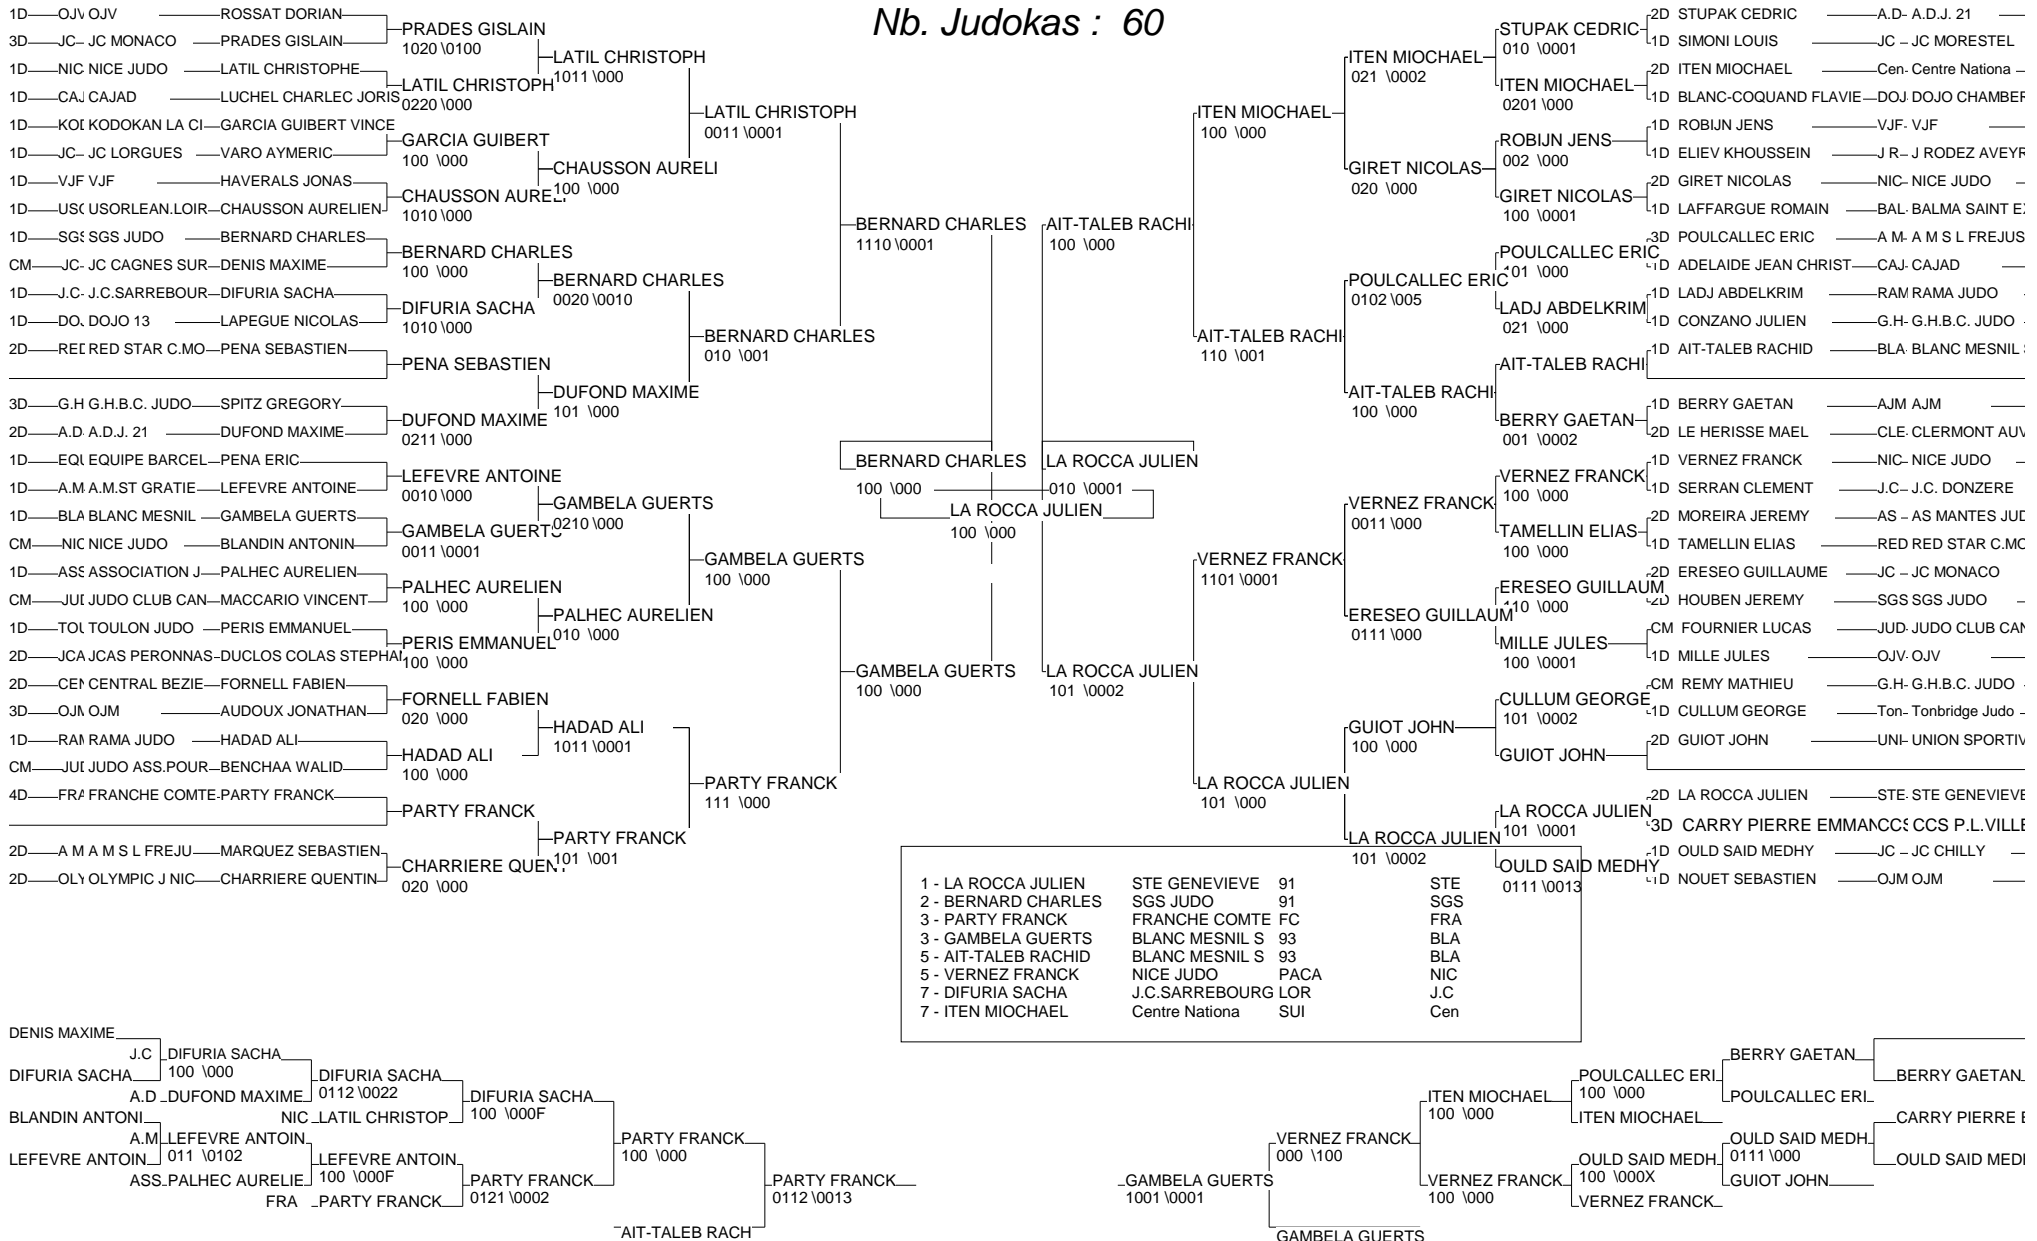 Nb. Judokas : 60
1D OJV OJV ROSSAT DORIAN
3D JC JC MONACO PRADES GISLAIN
1D NIC NICE JUDO LATIL CHRISTOPHE
1D CAJ CAJAD LUCHEL CHARLEC JORIS
1D KO KODOKAN LA CI GARCIA GUIBERT VINCE
1D JC JC LORGUES VARO AYMERIC
1D VJF VJF HAVERALS JONAS
1D US USORLEAN.LOIR CHAUSSON AURELIEN
1D SGS SGS JUDO BERNARD CHARLES
CM JC JC CAGNES SUR DENIS MAXIME
1D J.C J.C.SARREBOUR DIFURIA SACHA
1D DOJ DOJO 13 LAPEGUE NICOLAS
2D RED RED STAR C.MO PENA SEBASTIEN
3D G.H G.H.B.C. JUDO SPITZ GREGORY
2D A.D A.D.J. 21 DUFOND MAXIME
1D EQU EQUIPE BARCEL PENA ERIC
1D A.M A.M.ST GRATIE LEFEVRE ANTOINE
1D BLA BLANC MESNIL GAMBELA GUERTS
CM NIC NICE JUDO BLANDIN ANTONIN
1D ASS ASSOCIATION J PALHEC AURELIEN
CM JUD JUDO CLUB CAN MACCARIO VINCENT
1D TOU TOULON JUDO PERIS EMMANUEL
2D JCA JCAS PERONNAS DUCLOS COLAS STEPHA
2D CEN CENTRAL BEZIE FORNELL FABIEN
3D OJM OJM AUDOUX JONATHAN
1D RAM RAMA JUDO HADAD ALI
CM JUD JUDO ASS.POUR BENCHAA WALID
4D FRA FRANCHE COMTE PARTY FRANCK
2D A M A M S L FREJU MARQUEZ SEBASTIEN
2D OLY OLYMPIC J NIC CHARRIERE QUENTIN
PRADES GISLAIN
1020 \0100
LATIL CHRISTOPH
0220 \000
GARCIA GUIBERT
100 \000
CHAUSSON AUREL
1010 \000
BERNARD CHARLES
100 \000
DIFURIA SACHA
1010 \000
PENA SEBASTIEN
DUFOND MAXIME
0211 \000
LEFEVRE ANTOINE
0010 \000
GAMBELA GUERTS
0011 \0001
PALHEC AURELIEN
100 \000
PERIS EMMANUEL
100 \000
FORNELL FABIEN
020 \000
HADAD ALI
100 \000
PARTY FRANCK
CHARRIERE QUENT
020 \000
LATIL CHRISTOPH
1011 \000
CHAUSSON AURELI
100 \000
BERNARD CHARLES
0020 \0010
DUFOND MAXIME
101 \000
GAMBELA GUERTS
0210 \000
PALHEC AURELIEN
010 \000
HADAD ALI
1011 \0001
PARTY FRANCK
101 \001
LATIL CHRISTOPH
0011 \0001
BERNARD CHARLES
010 \001
GAMBELA GUERTS
100 \000
PARTY FRANCK
111 \000
BERNARD CHARLES
1110 \0001
GAMBELA GUERTS
100 \000
BERNARD CHARLES
100 \000
LA ROCCA JULIEN
010 \0001
LA ROCCA JULIEN
100 \000
AIT-TALEB RACHI
100 \000
LA ROCCA JULIEN
101 \0002
ITEN MIOCHAEL
100 \000
AIT-TALEB RACHI
110 \001
VERNEZ FRANCK
1101 \0001
LA ROCCA JULIEN
101 \000
ITEN MIOCHAEL
021 \0002
GIRET NICOLAS
020 \000
POULCALLEC ERIC
0102 \005
AIT-TALEB RACHI
100 \000
VERNEZ FRANCK
0011 \000
ERESEO GUILLAUM
0111 \000
GUIOT JOHN
100 \000
LA ROCCA JULIEN
101 \0002
STUPAK CEDRIC
010 \0001
ITEN MIOCHAEL
0201 \000
ROBIJN JENS
002 \000
GIRET NICOLAS
100 \0001
POULCALLEC ERIC
101 \000
LADJ ABDELKRIM
021 \000
AIT-TALEB RACHI
BERRY GAETAN
001 \0002
VERNEZ FRANCK
100 \000
TAMELLIN ELIAS
100 \000
ERESEO GUILLAUM
110 \000
MILLE JULES
100 \0001
CULLUM GEORGE
101 \0002
GUIOT JOHN
LA ROCCA JULIEN
101 \0001
OULD SAID MEDHY
0111 \0013
2D STUPAK CEDRIC A.D A.D.J. 21
1D SIMONI LOUIS JC JC MORESTEL
2D ITEN MIOCHAEL Cen Centre Nationa
1D BLANC-COQUAND FLAVIE DOJ DOJO CHAMBER
1D ROBIJN JENS VJF VJF
1D ELIEV KHOUSSEIN J R J RODEZ AVEYR
2D GIRET NICOLAS NIC NICE JUDO
1D LAFFARGUE ROMAIN BAL BALMA SAINT E
3D POULCALLEC ERIC A M A M S L FREJUS
1D ADELAIDE JEAN CHRIST CAJ CAJAD
1D LADJ ABDELKRIM RAM RAMA JUDO
1D CONZANO JULIEN G.H G.H.B.C. JUDO
1D AIT-TALEB RACHID BLA BLANC MESNIL
1D BERRY GAETAN AJM AJM
2D LE HERISSE MAEL CLE CLERMONT AUV
1D VERNEZ FRANCK NIC NICE JUDO
1D SERRAN CLEMENT J.C J.C. DONZERE
2D MOREIRA JEREMY AS AS MANTES JUD
1D TAMELLIN ELIAS RED RED STAR C.MO
2D ERESEO GUILLAUME JC JC MONACO
2D HOUBEN JEREMY SGS SGS JUDO
CM FOURNIER LUCAS JUD JUDO CLUB CAN
1D MILLE JULES OJV OJV
CM REMY MATHIEU G.H G.H.B.C. JUDO
1D CULLUM GEORGE Ton Tonbridge Judo
2D GUIOT JOHN UNI UNION SPORTIV
2D LA ROCCA JULIEN STE STE GENEVIEVE
3D CARRY PIERRE EMMAN CCS CCS P.L.VILLE
1D OULD SAID MEDHY JC JC CHILLY
1D NOUET SEBASTIEN OJM OJM
1 - LA ROCCA JULIEN STE GENEVIEVE 91 STE
2 - BERNARD CHARLES SGS JUDO 91 SGS
3 - PARTY FRANCK FRANCHE COMTE FC FRA
3 - GAMBELA GUERTS BLANC MESNIL S 93 BLA
5 - AIT-TALEB RACHID BLANC MESNIL S 93 BLA
5 - VERNEZ FRANCK NICE JUDO PACA NIC
7 - DIFURIA SACHA J.C.SARREBOURG LOR J.C
7 - ITEN MIOCHAEL Centre Nationa SUI Cen
DENIS MAXIME
J.C DIFURIA SACHA
100 \000
DIFURIA SACHA
A.D DUFOND MAXIME
DIFURIA SACHA
0112 \0022
NIC LATIL CHRISTOP
DIFURIA SACHA
100 \000F
BLANDIN ANTONI
A.M LEFEVRE ANTOIN
011 \0102
LEFEVRE ANTOIN
ASS PALHEC AURELIE
LEFEVRE ANTOIN
100 \000F
FRA PARTY FRANCK
PARTY FRANCK
0121 \0002
PARTY FRANCK
100 \000
AIT-TALEB RACH
PARTY FRANCK
0112 \0013
GAMBELA GUERTS
1001 \0001
VERNEZ FRANCK
000 \100
GAMBELA GUERTS
ITEN MIOCHAEL
100 \000
VERNEZ FRANCK
100 \000
POULCALLEC ERI
100 \000
ITEN MIOCHAEL
OULD SAID MEDH
100 \000X
VERNEZ FRANCK
BERRY GAETAN
POULCALLEC ERI
OULD SAID MEDH
0111 \000
GUIOT JOHN
BERRY GAETAN
CARRY PIERRE E
OULD SAID MED